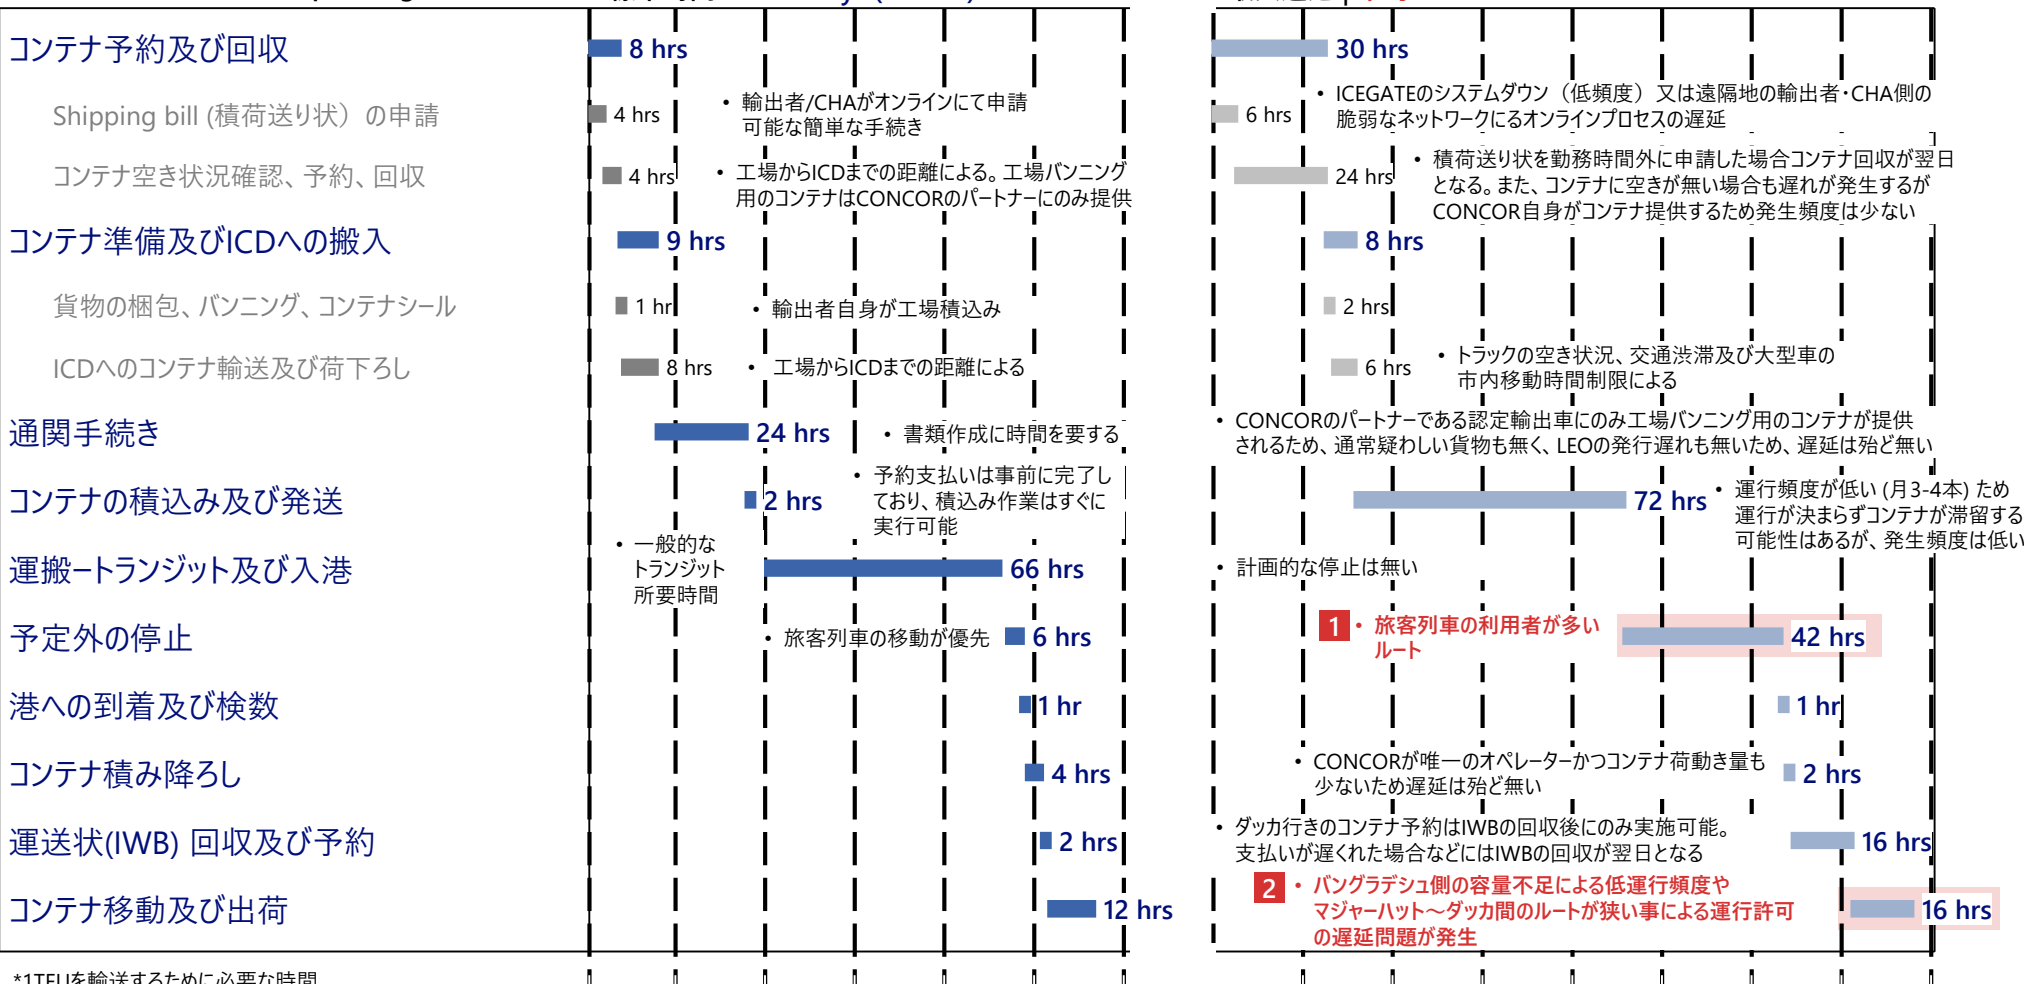 コンテナ予約及び回収
8 hrs
30 hrs
Shipping bill (積荷送り状）の申請
4 hrs
• 輸出者/CHAがオンラインにて申請
可能な簡単な手続き
6 hrs
• ICEGATEのシステムダウン（低頻度）又は遠隔地の輸出者・CHA側の
脆弱なネットワークにるオンラインプロセスの遅延
コンテナ空き状況確認、予約、回収
4 hrs
• 工場からICDまでの距離による。工場バンニング
用のコンテナはCONCORのパートナーにのみ提供
24 hrs
• 積荷送り状を勤務時間外に申請した場合コンテナ回収が翌日
となる。また、コンテナに空きが無い場合も遅れが発生するが
CONCOR自身がコンテナ提供するため発生頻度は少ない
コンテナ準備及びICDへの搬入
9 hrs
8 hrs
貨物の梱包、バンニング、コンテナシール
1 hr
• 輸出者自身が工場積込み
2 hrs
ICDへのコンテナ輸送及び荷下ろし
8 hrs
• 工場からICDまでの距離による
6 hrs
• トラックの空き状況、交通渋滞及び大型車の
市内移動時間制限による
通関手続き
24 hrs
• 書類作成に時間を要する
• CONCORのパートナーである認定輸出車にのみ工場バンニング用のコンテナが提供
されるため、通常疑わしい貨物も無く、LEOの発行遅れも無いため、遅延は殆ど無い
コンテナの積込み及び発送
2 hrs
• 予約支払いは事前に完了し
ており、積込み作業はすぐに
実行可能
72 hrs
• 運行頻度が低い (月3-4本) ため
運行が決まらずコンテナが滞留する
可能性はあるが、発生頻度は低い
運搬–トランジット及び入港
• 一般的な
トランジット
所要時間
66 hrs
• 計画的な停止は無い
予定外の停止
• 旅客列車の移動が優先
6 hrs
1 • 旅客列車の利用者が多い
ルート
42 hrs
港への到着及び検数
1 hr
1 hr
コンテナ積み降ろし
4 hrs
• CONCORが唯一のオペレーターかつコンテナ荷動き量も
少ないため遅延は殆ど無い
2 hrs
運送状(IWB) 回収及び予約
2 hrs
• ダッカ行きのコンテナ予約はIWBの回収後にのみ実施可能。
支払いが遅くれた場合などにはIWBの回収が翌日となる
16 hrs
コンテナ移動及び出荷
12 hrs
2 • バングラデシュ側の容量不足による低運行頻度や
マジャーハット～ダッカ間のルートが狭い事による運行許可
の遅延問題が発生
16 hrs
*1TEUを輸送するために必要な時間